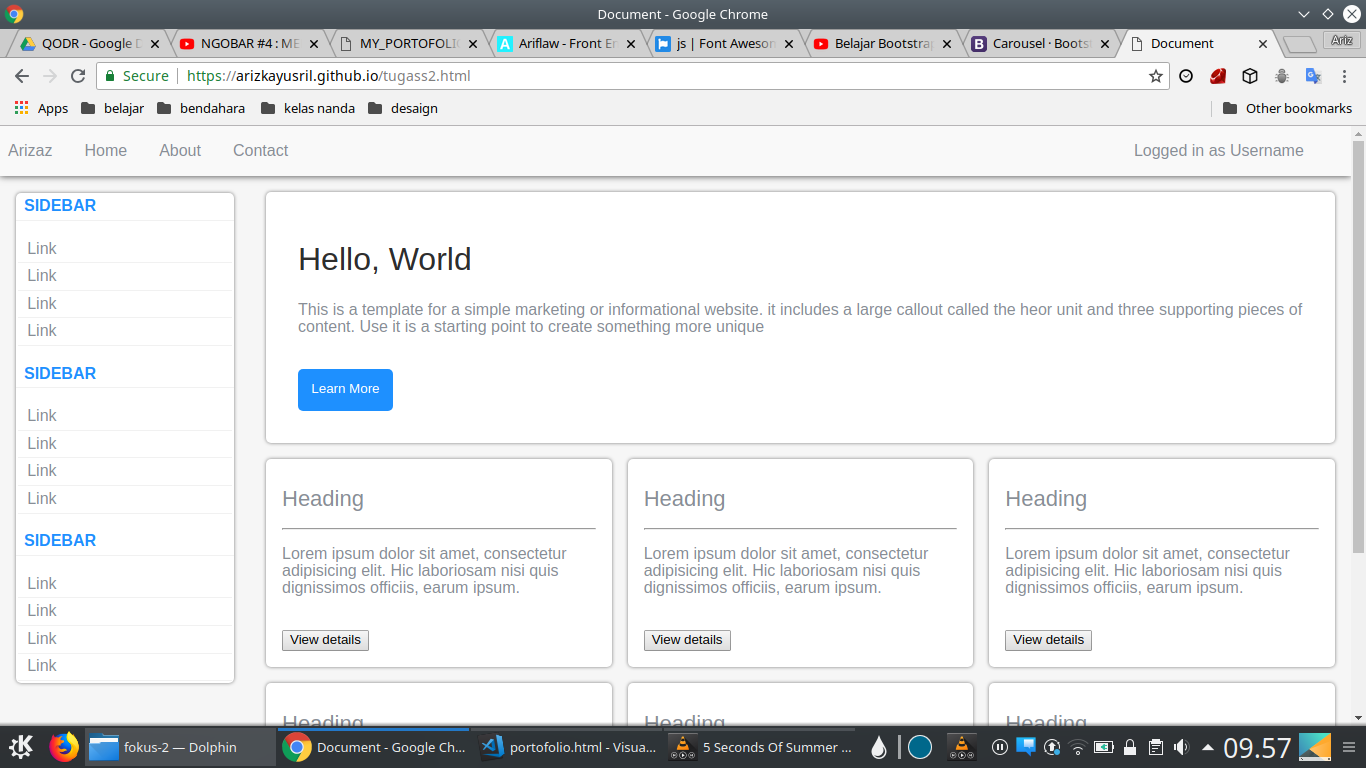 Document - Google Chrome
QODR - Google D
NGOBAR #4 : ME
MY_PORTOFOLIO
Ariflaw - Front En
js | Font Aweson
Belajar Bootstrap
Carousel · Boots
Document
Ariz
Secure
https://arizkayusril.github.io/tugass2.html
Apps
belajar
bendahara
kelas nanda
desaign
Other bookmarks
Arizaz
Home
About
Contact
Logged in as Username
SIDEBAR
Link
Link
Link
Link
SIDEBAR
Link
Link
Link
Link
SIDEBAR
Link
Link
Link
Link
Hello, World
This is a template for a simple marketing or informational website. it includes a large callout called the heor unit and three supporting pieces of
content. Use it is a starting point to create something more unique
Learn More
Heading
Lorem ipsum dolor sit amet, consectetur
adipisicing elit. Hic laboriosam nisi quis
dignissimos officiis, earum ipsum.
View details
Heading
Lorem ipsum dolor sit amet, consectetur
adipisicing elit. Hic laboriosam nisi quis
dignissimos officiis, earum ipsum.
View details
Heading
Lorem ipsum dolor sit amet, consectetur
adipisicing elit. Hic laboriosam nisi quis
dignissimos officiis, earum ipsum.
View details
Heading
Heading
Heading
fokus-2 — Dolphin
Document - Google Ch...
portofolio.html - Visua...
5 Seconds Of Summer ...
09.57